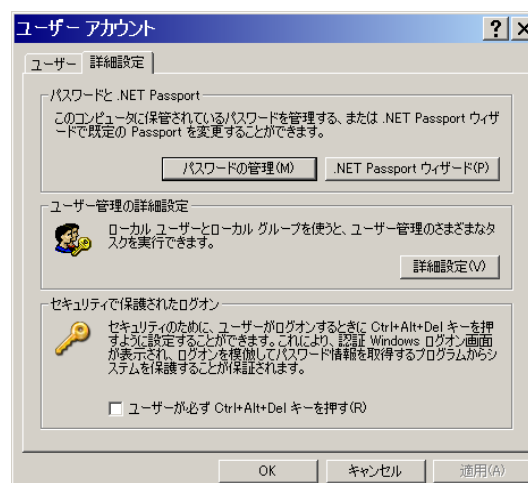 ユーザー アカウント
ユーザー 詳細設定
パスワードと .NET Passport
このコンピュータに保管されているパスワードを管理する、または .NET Passport ウィザ
ードで既定の Passport を変更することができます。
パスワードの管理(M) .NET Passport ウィザード(P)
ユーザー管理の詳細設定
ローカル ユーザーとローカル グループを使うと、ユーザー管理のさまざまなタ
スクを実行できます。
詳細設定(V)
セキュリティで保護されたログオン
セキュリティのために、ユーザーがログオンするときに Ctrl+Alt+Del キーを押
すように設定することができます。これにより、認証 Windows ログオン画面
が表示され、ログオンを模倣してパスワード情報を取得するプログラムからシ
ステムを保護することが保証されます。
ユーザーが必ず Ctrl+Alt+Del キーを押す(R)
OK キャンセル 適用(A)